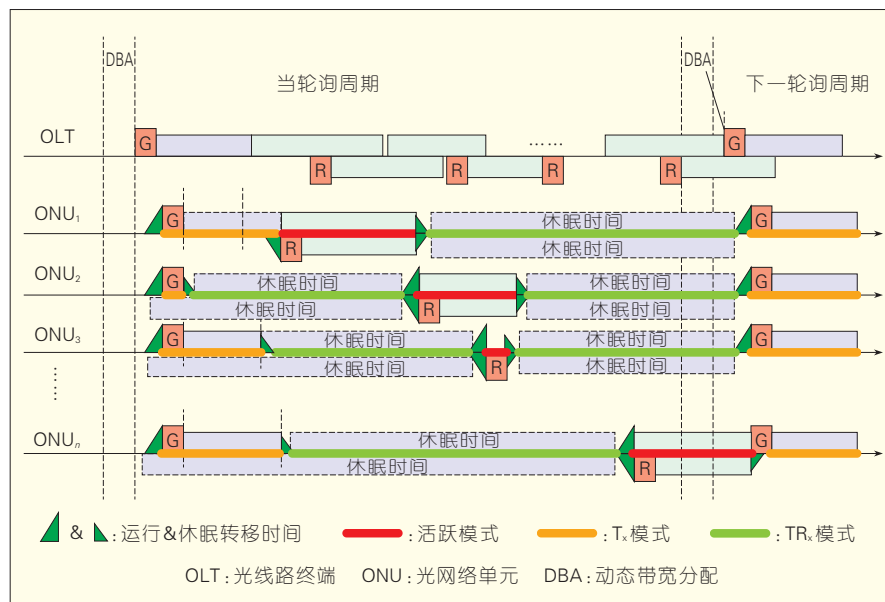 DBA 当轮询周期 DBA 下一轮询周期
OLT G …… G
R R R R
ONU₁ G 休眠时间 G
R 休眠时间
ONU₂ G 休眠时间 休眠时间 G
休眠时间 R 休眠时间
ONU₃ G 休眠时间 休眠时间 G
休眠时间 R 休眠时间
……
ONUₙ G 休眠时间 G
休眠时间 R
& :运行&休眠转移时间 :活跃模式 :Tₓ模式 :TRₓ模式
OLT:光线路终端 ONU:光网络单元 DBA:动态带宽分配